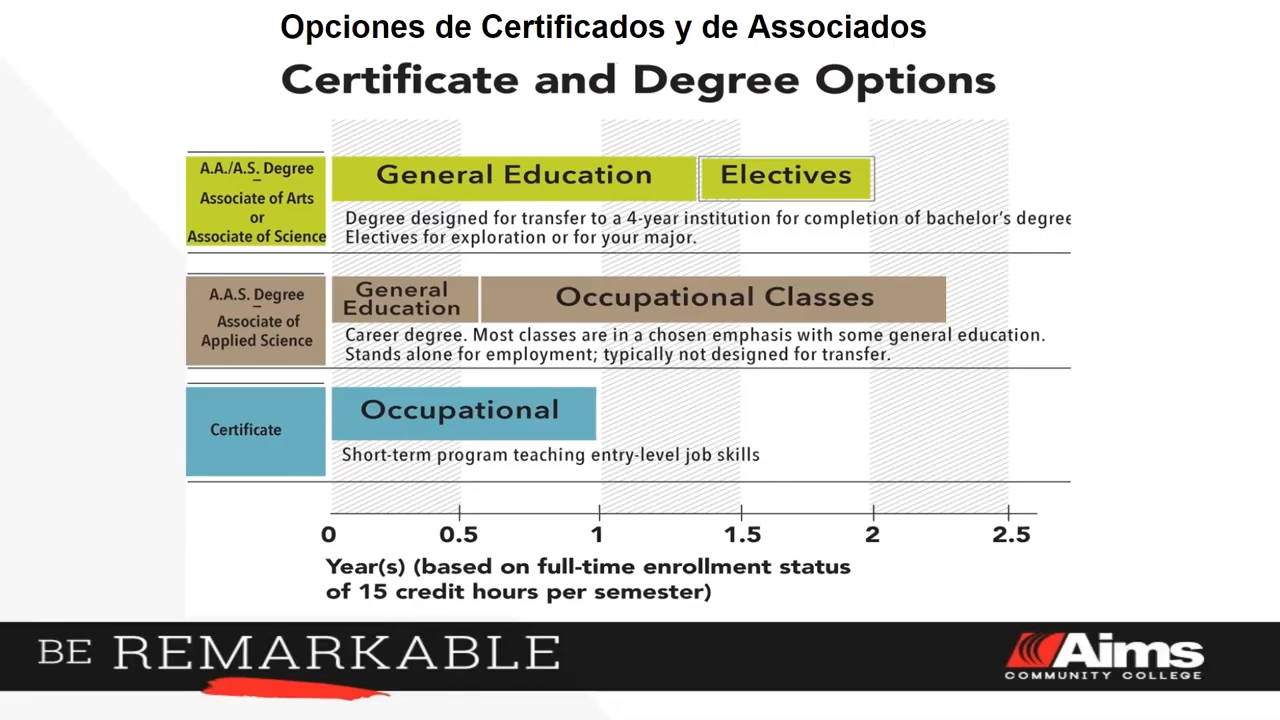 Opciones de Certificados y de Associados
Certificate and Degree Options
A.A./A.S. Degree
–
Associate of Arts
or
Associate of Science
General Education
Electives
Degree designed for transfer to a 4-year institution for completion of bachelor's degree
Electives for exploration or for your major.
A.A.S. Degree
–
Associate of
Applied Science
General
Education
Occupational Classes
Career degree. Most classes are in a chosen emphasis with some general education.
Stands alone for employment; typically not designed for transfer.
Certificate
Occupational
Short-term program teaching entry-level job skills
0 0.5 1 1.5 2 2.5
Year(s) (based on full-time enrollment status
of 15 credit hours per semester)
BE REMARKABLE
Aims
COMMUNITY COLLEGE